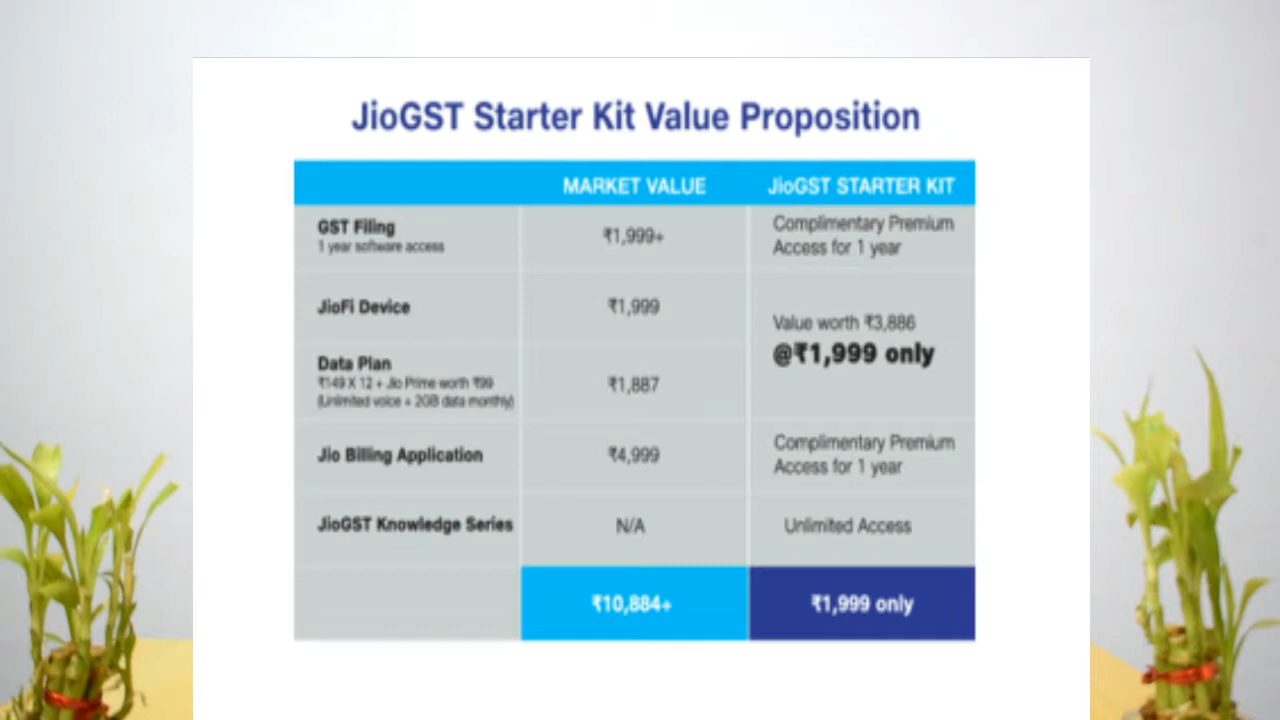 JioGST Starter Kit Value Proposition
MARKET VALUE
JioGST STARTER KIT
GST Filing
1 year software access
₹1,999+
Complimentary Premium
Access for 1 year
JioFi Device
₹1,999
Value worth ₹3,886
@₹1,999 only
Data Plan
₹149 X 12 + Jio Prime worth ₹99
(Unlimited voice + 2GB data monthly)
₹1,887
Jio Billing Application
₹4,999
Complimentary Premium
Access for 1 year
JioGST Knowledge Series
N/A
Unlimited Access
₹10,884+
₹1,999 only